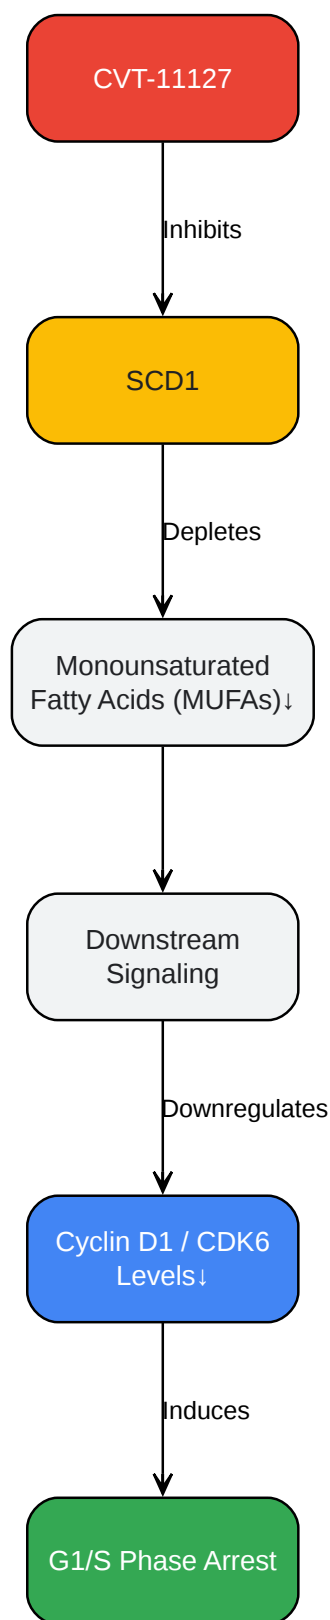 CVT-11127
Inhibits
SCD1
Depletes
Monounsaturated
Fatty Acids (MUFAs)↓
Downstream
Signaling
Downregulates
Cyclin D1 / CDK6
Levels↓
Induces
G1/S Phase Arrest